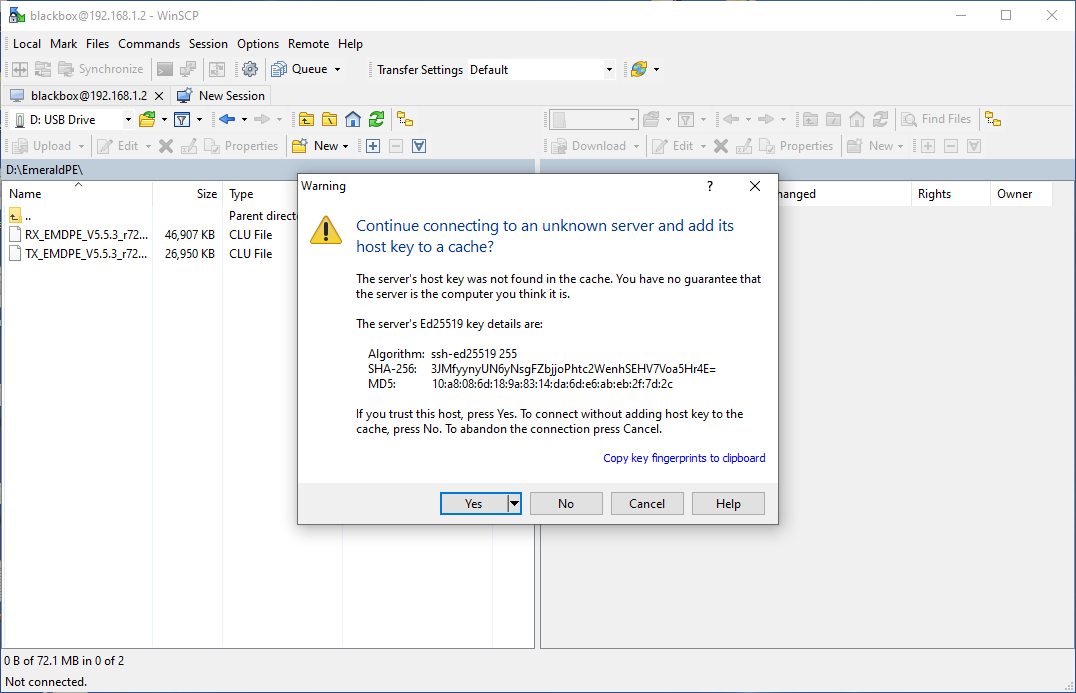 blackbox@192.168.1.2 - WinSCP
Local Mark Files Commands Session Options Remote Help
Synchronize Queue Transfer Settings Default
blackbox@192.168.1.2 New Session
D: USB Drive Find Files
Upload Edit Properties New Download Edit Properties New
D:\EmeraldPE\
Name Size Type hanged Rights Owner
.. Parent direct
RX_EMDPE_V5.5.3_r72... 46,907 KB CLU File
TX_EMDPE_V5.5.3_r72... 26,950 KB CLU File
Warning
?
Continue connecting to an unknown server and add its
host key to a cache?
The server's host key was not found in the cache. You have no guarantee that
the server is the computer you think it is.
The server's Ed25519 key details are:
Algorithm: ssh-ed25519 255
SHA-256: 3JMfyynyUN6yNsgFZbjjoPhtc2WenhSEHV7Voa5Hr4E=
MD5: 10:a8:08:6d:18:9a:83:14:da:6d:e6:ab:eb:2f:7d:2c
If you trust this host, press Yes. To connect without adding host key to the
cache, press No. To abandon the connection press Cancel.
Copy key fingerprints to clipboard
Yes No Cancel Help
0 B of 72.1 MB in 0 of 2
Not connected.